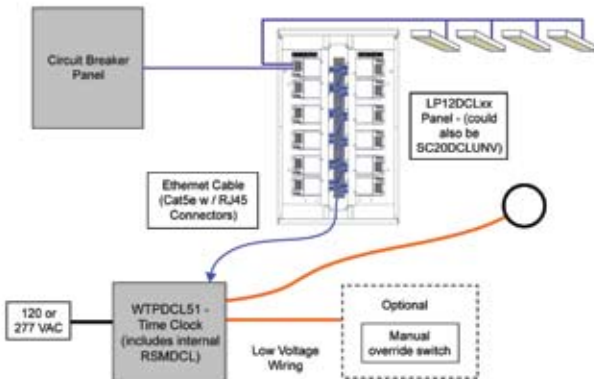 Circuit Breaker
Panel
LP12DCLxx
Panel - (could
also be
SC20DCLUNV)
Ethernet Cable
(Cat5e w / RJ45
Connectors)
120 or
277 VAC
WTPDCL51 -
Time Clock
(includes internal
RSMDCL)
Low Voltage
Wiring
Optional
Manual
override switch